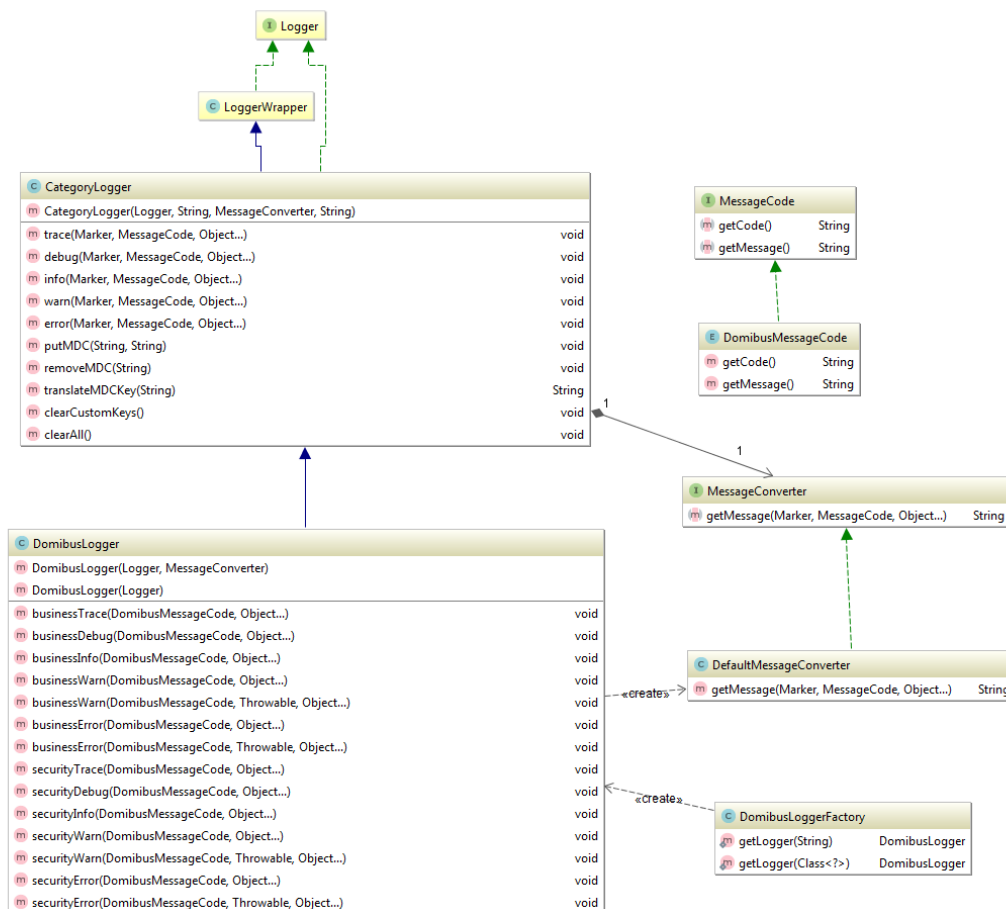 I Logger
C LoggerWrapper
C CategoryLogger
m CategoryLogger(Logger, String, MessageConverter, String)
m trace(Marker, MessageCode, Object...) void
m debug(Marker, MessageCode, Object...) void
m info(Marker, MessageCode, Object...) void
m warn(Marker, MessageCode, Object...) void
m error(Marker, MessageCode, Object...) void
m putMDC(String, String) void
m removeMDC(String) void
m translateMDCKey(String) String
m clearCustomKeys() void
m clearAll() void
I MessageCode
m getCode() String
m getMessage() String
E DomibusMessageCode
m getCode() String
m getMessage() String
1
1
I MessageConverter
m getMessage(Marker, MessageCode, Object...) String
C DomibusLogger
m DomibusLogger(Logger, MessageConverter)
m DomibusLogger(Logger)
m businessTrace(DomibusMessageCode, Object...) void
m businessDebug(DomibusMessageCode, Object...) void
m businessInfo(DomibusMessageCode, Object...) void
m businessWarn(DomibusMessageCode, Object...) void
m businessWarn(DomibusMessageCode, Throwable, Object...) void
m businessError(DomibusMessageCode, Object...) void
m businessError(DomibusMessageCode, Throwable, Object...) void
m securityTrace(DomibusMessageCode, Object...) void
m securityDebug(DomibusMessageCode, Object...) void
m securityInfo(DomibusMessageCode, Object...) void
m securityWarn(DomibusMessageCode, Object...) void
m securityWarn(DomibusMessageCode, Throwable, Object...) void
m securityError(DomibusMessageCode, Object...) void
m securityError(DomibusMessageCode, Throwable, Object...) void
C DefaultMessageConverter
m getMessage(Marker, MessageCode, Object...) String
«create»
«create»
C DomibusLoggerFactory
m getLogger(String) DomibusLogger
m getLogger(Class<?>) DomibusLogger